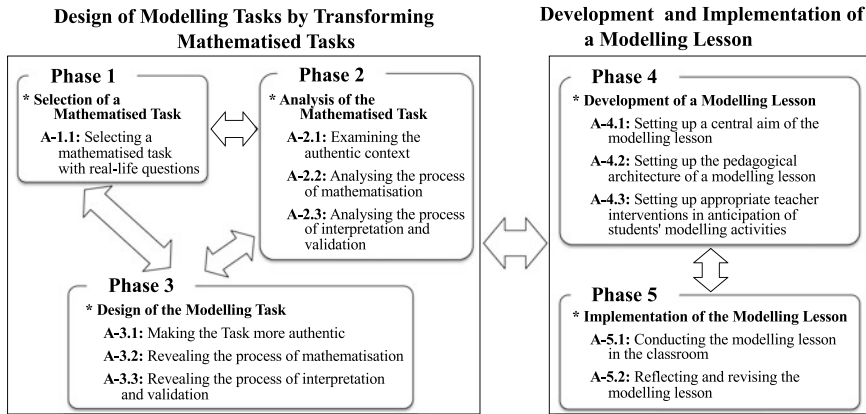 Design of Modelling Tasks by Transforming
Mathematised Tasks
Phase 1
* Selection of a
Mathematised Task
A-1.1: Selecting a
mathematised task
with real-life questions
Phase 2
* Analysis of the
Mathematised Task
A-2.1: Examining the
authentic context
A-2.2: Analysing the
process of mathematisation
A-2.3: Analysing the process
of interpretation and
validation
Phase 3
* Design of the Modelling Task
A-3.1: Making the Task more authentic
A-3.2: Revealing the process of mathematisation
A-3.3: Revealing the process of interpretation
and validation
Development and Implementation of
a Modelling Lesson
Phase 4
* Development of a Modelling Lesson
A-4.1: Setting up a central aim of the
modelling lesson
A-4.2: Setting up the pedagogical
architecture of a modelling lesson
A-4.3: Setting up appropriate teacher
interventions in anticipation of
students' modelling activities
Phase 5
* Implementation of the Modelling Lesson
A-5.1: Conducting the modelling lesson
in the classroom
A-5.2: Reflecting and revising the
modelling lesson